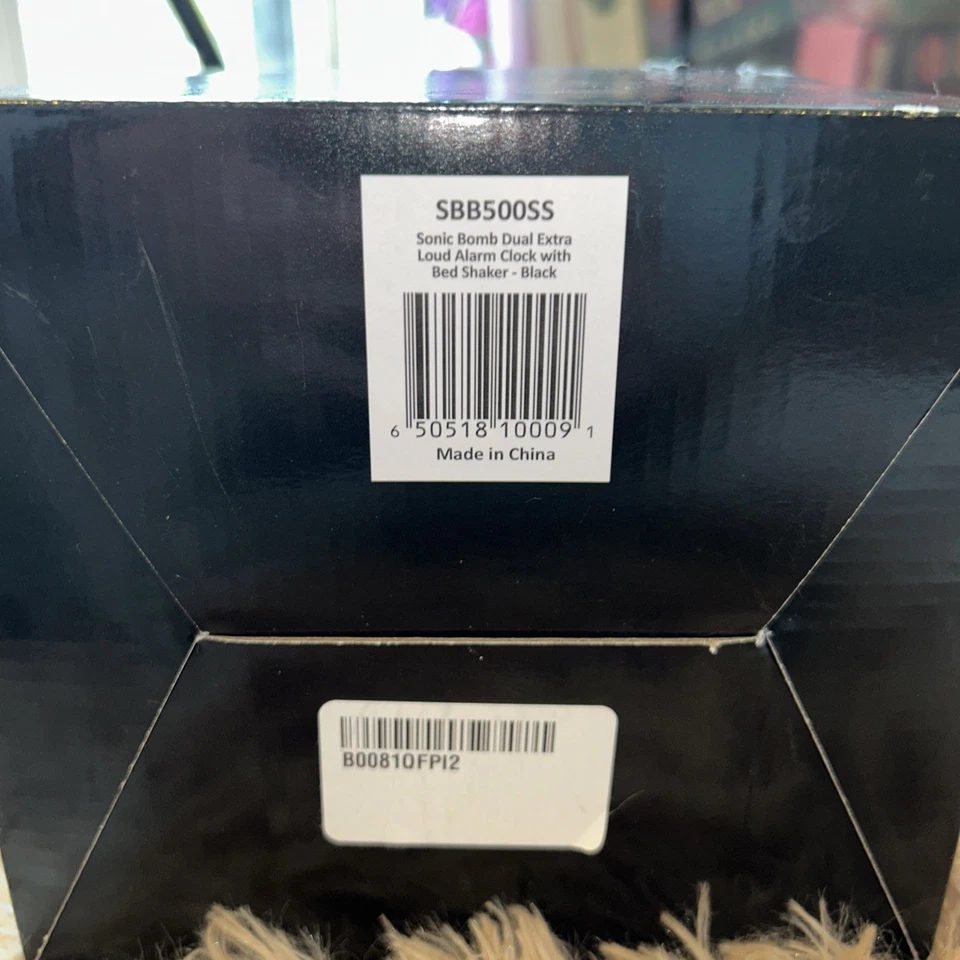 SBB500SS
Sonic Bomb Dual Extra
Loud Alarm Clock with
Bed Shaker - Black
6 50518 10009 1
Made in China
B0081OFPI2